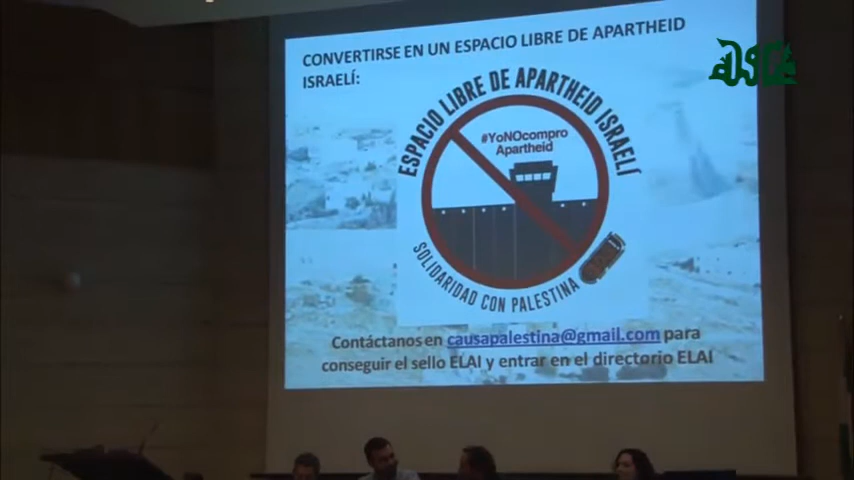 CONVERTIRSE EN UN ESPACIO LIBRE DE APARTHEID
ISRAELÍ:
ESPACIO LIBRE DE APARTHEID ISRAELÍ
#YoNOcompro
Apartheid
SOLIDARIDAD CON PALESTINA
Contáctanos en causapalestina@gmail.com para
conseguir el sello ELAI y entrar en el directorio ELAI